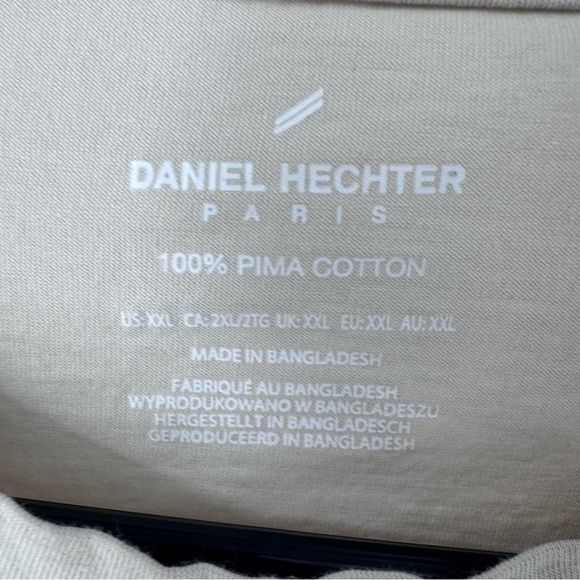 DANIEL HECHTER
PARIS
100% PIMA COTTON
US: XXL CA: 2XL/2TG UK: XXL EU: XXL AU: XXL
MADE IN BANGLADESH
FABRIQUÉ AU BANGLADESH
WYPRODUKOWANO W BANGLADESZU
HERGESTELLT IN BANGLADESCH
GEPRODUCEERD IN BANGLADESH